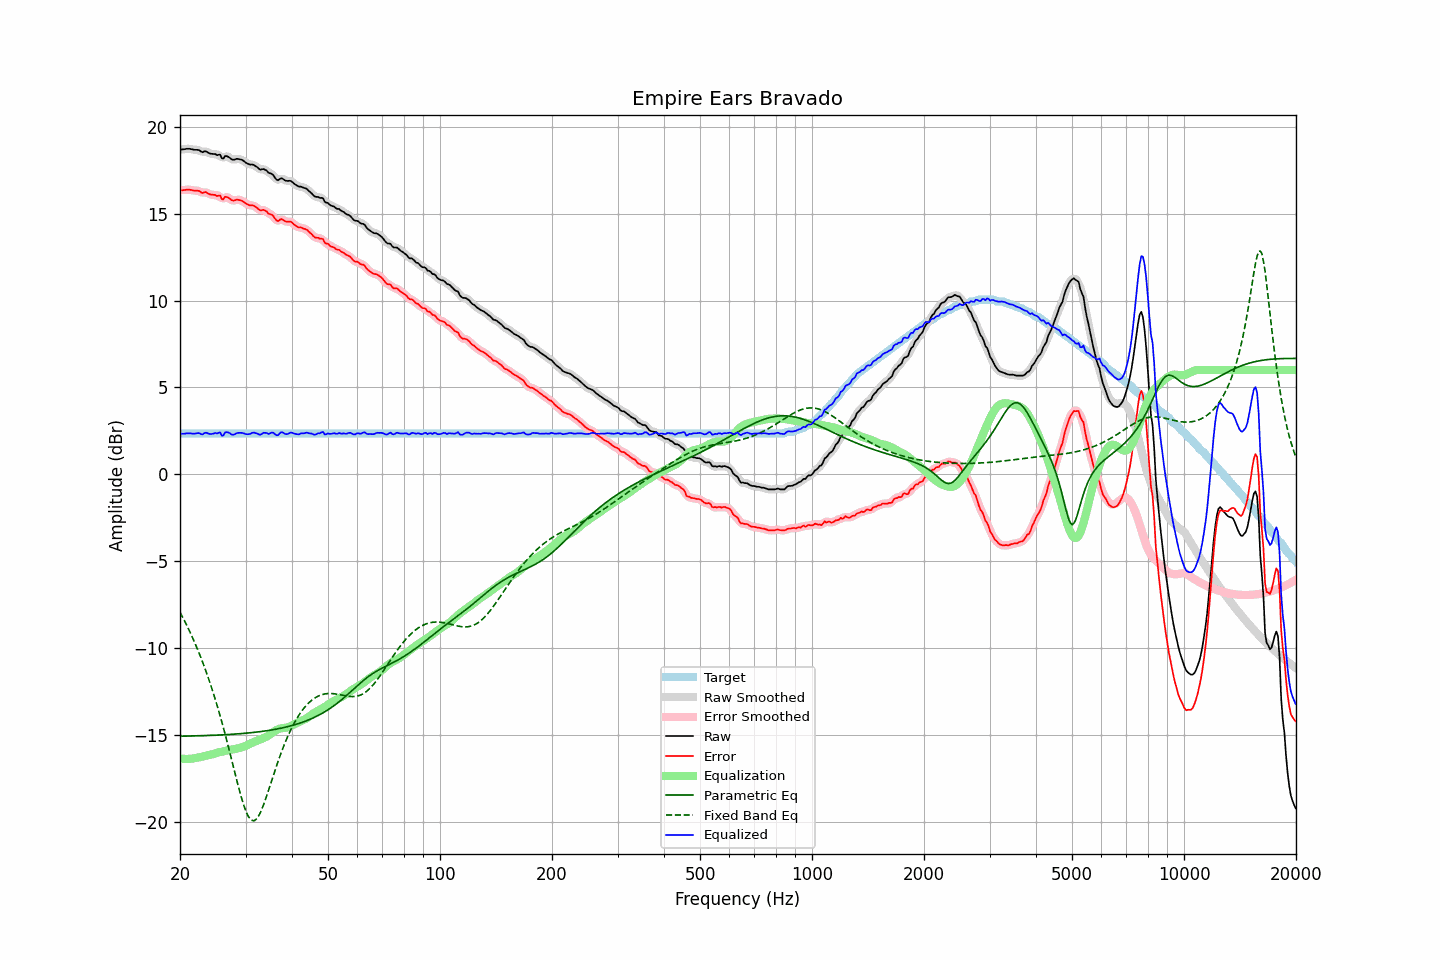 Empire Ears Bravado
Amplitude (dBr)
20
15
10
5
0
−5
−10
−15
−20
Target
Raw Smoothed
Error Smoothed
Raw
Error
Equalization
Parametric Eq
Fixed Band Eq
Equalized
20 50 100 200 500 1000 2000 5000 10000 20000
Frequency (Hz)